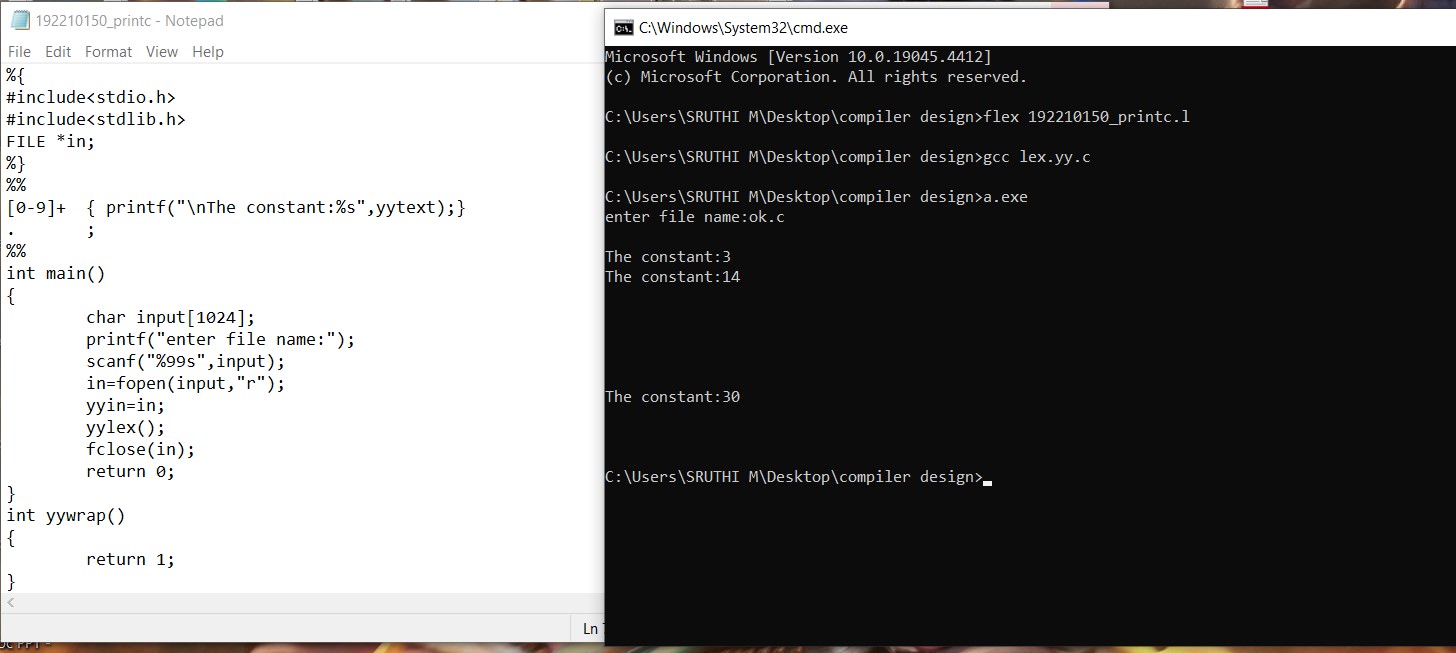 192210150_printc - Notepad
File Edit Format View Help
%{
#include<stdio.h>
#include<stdlib.h>
FILE *in;
%}
%%
[0-9]+  { printf("\nThe constant:%s",yytext);}
.       ;
%%
int main()
{
        char input[1024];
        printf("enter file name:");
        scanf("%99s",input);
        in=fopen(input,"r");
        yyin=in;
        yylex();
        fclose(in);
        return 0;
}
int yywrap()
{
        return 1;
}
Ln
C:\Windows\System32\cmd.exe
Microsoft Windows [Version 10.0.19045.4412]
(c) Microsoft Corporation. All rights reserved.
C:\Users\SRUTHI M\Desktop\compiler design>flex 192210150_printc.l
C:\Users\SRUTHI M\Desktop\compiler design>gcc lex.yy.c
C:\Users\SRUTHI M\Desktop\compiler design>a.exe
enter file name:ok.c
The constant:3
The constant:14
The constant:30
C:\Users\SRUTHI M\Desktop\compiler design>